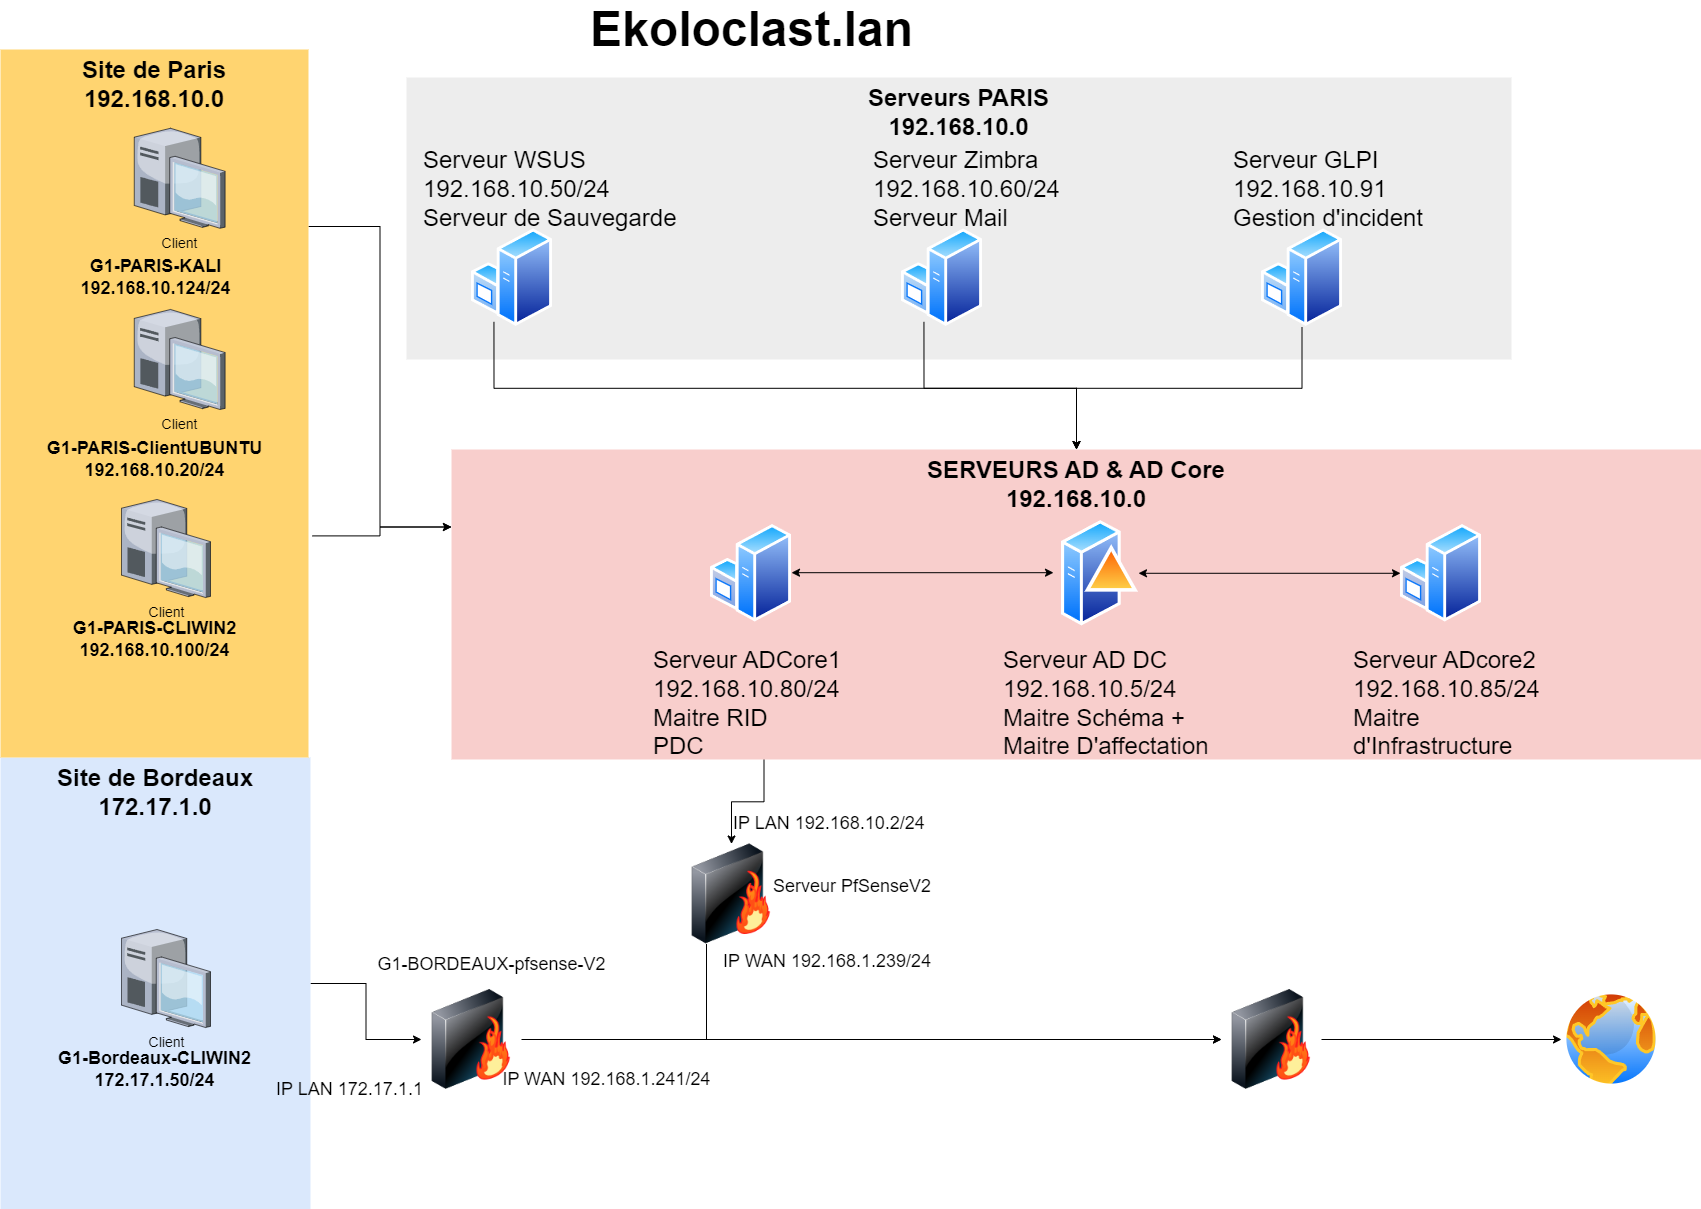 Ekoloclast.lan
Site de Paris
192.168.10.0
Client
G1-PARIS-KALI
192.168.10.124/24
Client
G1-PARIS-ClientUBUNTU
192.168.10.20/24
Client
G1-PARIS-CLIWIN2
192.168.10.100/24
Serveurs PARIS
192.168.10.0
Serveur WSUS
192.168.10.50/24
Serveur de Sauvegarde
Serveur Zimbra
192.168.10.60/24
Serveur Mail
Serveur GLPI
192.168.10.91
Gestion d'incident
SERVEURS AD & AD Core
192.168.10.0
Serveur ADCore1
192.168.10.80/24
Maitre RID
PDC
Serveur AD DC
192.168.10.5/24
Maitre Schéma +
Maitre D'affectation
Serveur ADcore2
192.168.10.85/24
Maitre
d'Infrastructure
Site de Bordeaux
172.17.1.0
Client
G1-Bordeaux-CLIWIN2
172.17.1.50/24
IP LAN 192.168.10.2/24
Serveur PfSenseV2
IP WAN 192.168.1.239/24
G1-BORDEAUX-pfsense-V2
IP LAN 172.17.1.1
IP WAN 192.168.1.241/24